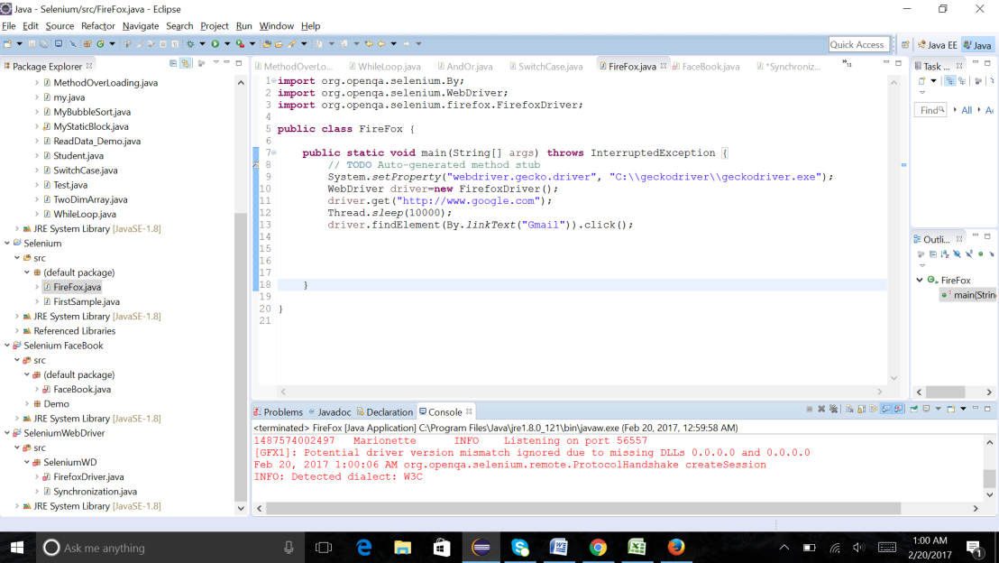 Java - Selenium/src/FireFox.java - Eclipse
File Edit Source Refactor Navigate Search Project Run Window Help
Quick Access
Java EE
Java
Package Explorer
MethodOverLoading.java
my.java
MyBubbleSort.java
MyStaticBlock.java
ReadData_Demo.java
Student.java
SwitchCase.java
Test.java
TwoDimArray.java
WhileLoop.java
JRE System Library [JavaSE-1.8]
Selenium
src
(default package)
FireFox.java
FirstSample.java
JRE System Library [JavaSE-1.8]
Referenced Libraries
Selenium FaceBook
src
(default package)
FaceBook.java
Demo
JRE System Library [JavaSE-1.8]
SeleniumWebDriver
src
SeleniumWD
FirefoxDriver.java
Synchronization.java
JRE System Library [JavaSE-1.8]
MethodOverLo... WhileLoop.java AndOr.java SwitchCase.java FireFox.java FaceBook.java *Synchroniz... »13
1 import org.openqa.selenium.By;
2 import org.openqa.selenium.WebDriver;
3 import org.openqa.selenium.firefox.FirefoxDriver;
4
5 public class FireFox {
6
7 public static void main(String[] args) throws InterruptedException {
8 // TODO Auto-generated method stub
9 System.setProperty("webdriver.gecko.driver", "C:\\geckodriver\\geckodriver.exe");
10 WebDriver driver=new FirefoxDriver();
11 driver.get("http://www.google.com");
12 Thread.sleep(10000);
13 driver.findElement(By.linkText("Gmail")).click();
14
15
16
17
18 }
19
20 }
21
Task ...
Find All Ac
Outli...
FireFox
main(Strin
Problems Javadoc Declaration Console
<terminated> FireFox [Java Application] C:\Program Files\Java\jre1.8.0_121\bin\javaw.exe (Feb 20, 2017, 12:59:58 AM)
1487574002497 Marionette INFO Listening on port 56557
[GFX1]: Potential driver version mismatch ignored due to missing DLLs 0.0.0.0 and 0.0.0.0
Feb 20, 2017 1:00:06 AM org.openqa.selenium.remote.ProtocolHandshake createSession
INFO: Detected dialect: W3C
Ask me anything
1:00 AM
2/20/2017
1